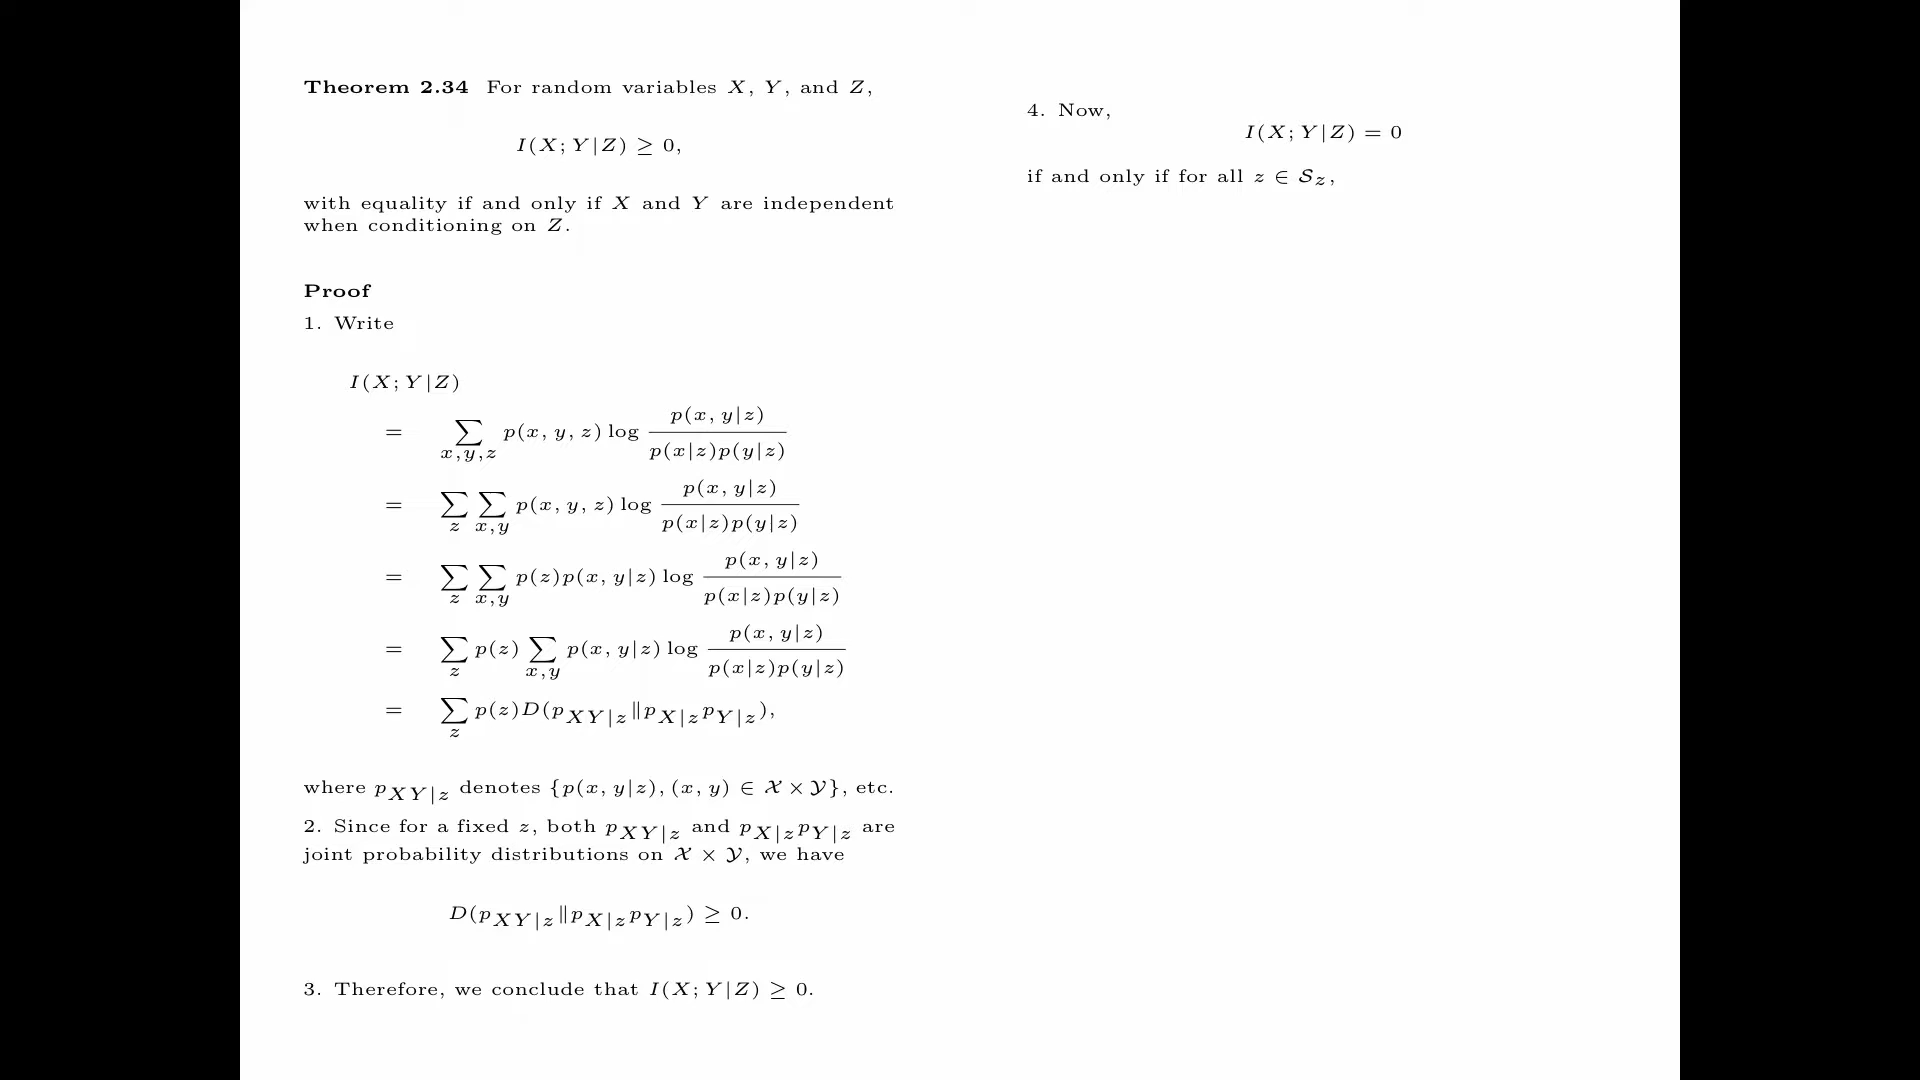 Theorem 2.34 For random variables X, Y, and Z,
I(X; Y|Z) ≥ 0,
with equality if and only if X and Y are independent
when conditioning on Z.
Proof
1. Write
I(X; Y|Z)
= ∑_{x,y,z} p(x, y, z) log \frac{p(x, y|z)}{p(x|z)p(y|z)}
= ∑_z ∑_{x,y} p(x, y, z) log \frac{p(x, y|z)}{p(x|z)p(y|z)}
= ∑_z ∑_{x,y} p(z)p(x, y|z) log \frac{p(x, y|z)}{p(x|z)p(y|z)}
= ∑_z p(z) ∑_{x,y} p(x, y|z) log \frac{p(x, y|z)}{p(x|z)p(y|z)}
= ∑_z p(z)D(p_{XY|z}‖p_{X|z}p_{Y|z}),
where p_{XY|z} denotes {p(x, y|z), (x, y) ∈ 𝒳 × 𝒴}, etc.
2. Since for a fixed z, both p_{XY|z} and p_{X|z}p_{Y|z} are
joint probability distributions on 𝒳 × 𝒴, we have
D(p_{XY|z}‖p_{X|z}p_{Y|z}) ≥ 0.
3. Therefore, we conclude that I(X; Y|Z) ≥ 0.
4. Now,
I(X; Y|Z) = 0
if and only if for all z ∈ 𝒮_z,